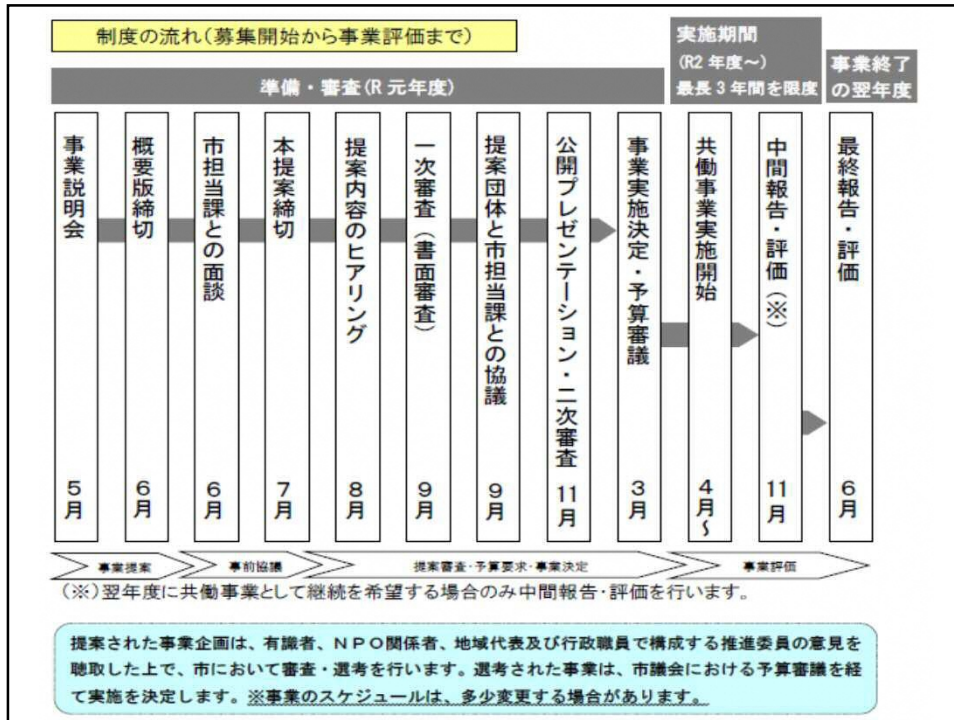 制度の流れ(募集開始から事業評価まで)
実施期間
(R2年度~)
最長3年間を限度
事業終了
の翌年度
準備・審査(R元年度)
事業説明会
5月
概要版締切
6月
市担当課との面談
6月
本提案締切
7月
提案内容のヒアリング
8月
一次審査(書面審査)
9月
提案団体と市担当課との協議
9月
公開プレゼンテーション・二次審査
11月
事業実施決定・予算審議
3月
共働事業実施開始
4月~
中間報告・評価(※)
11月
最終報告・評価
6月
事業提案
事前協議
提案審査・予算要求・事業決定
事業評価
(※)翌年度に共働事業として継続を希望する場合のみ中間報告・評価を行います。
提案された事業企画は、有識者、NPO関係者、地域代表及び行政職員で構成する推進委員の意見を
聴取した上で、市において審査・選考を行います。選考された事業は、市議会における予算審議を経
て実施を決定します。※事業のスケジュールは、多少変更する場合があります。